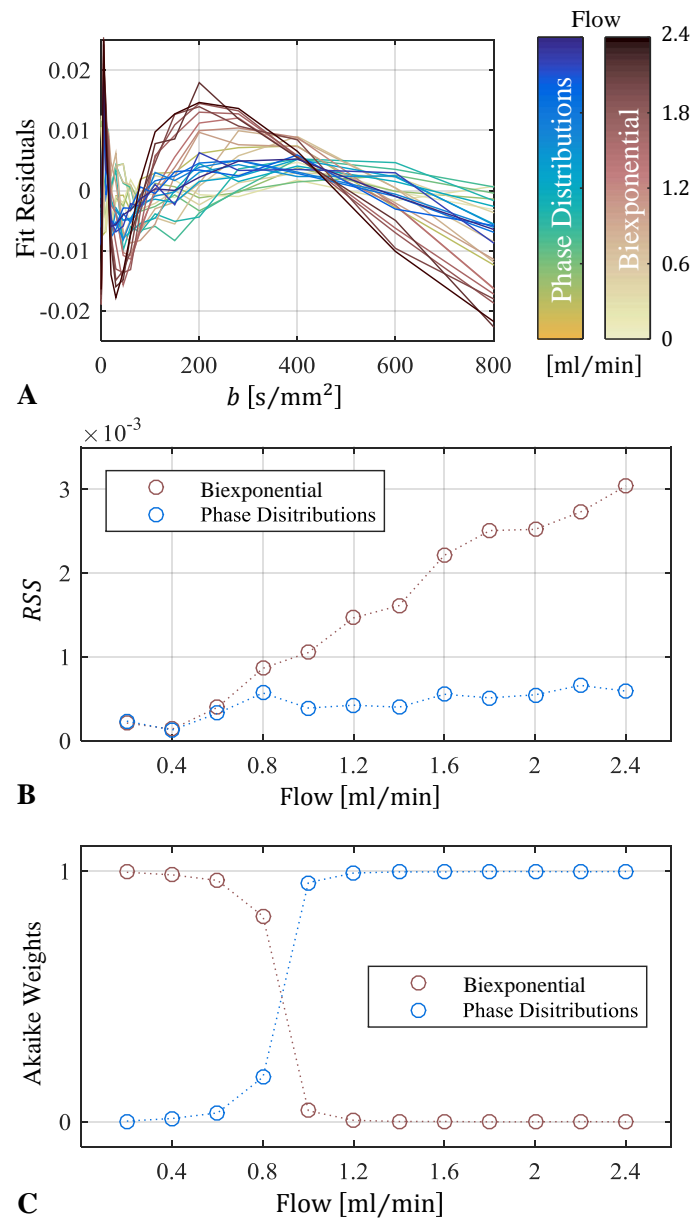 Flow
0.02
0.01
0
-0.01
-0.02
Fit Residuals
0
200
400
600
800
b [s/mm²]
Phase Distributions
Biexponential
2.4
1.8
1.2
0.6
0
[ml/min]
A
×10⁻³
3
2
1
0
RSS
Biexponential
Phase Disitributions
0.4
0.8
1.2
1.6
2
2.4
Flow [ml/min]
B
1
0
Akaike Weights
Biexponential
Phase Disitributions
0.4
0.8
1.2
1.6
2
2.4
Flow [ml/min]
C